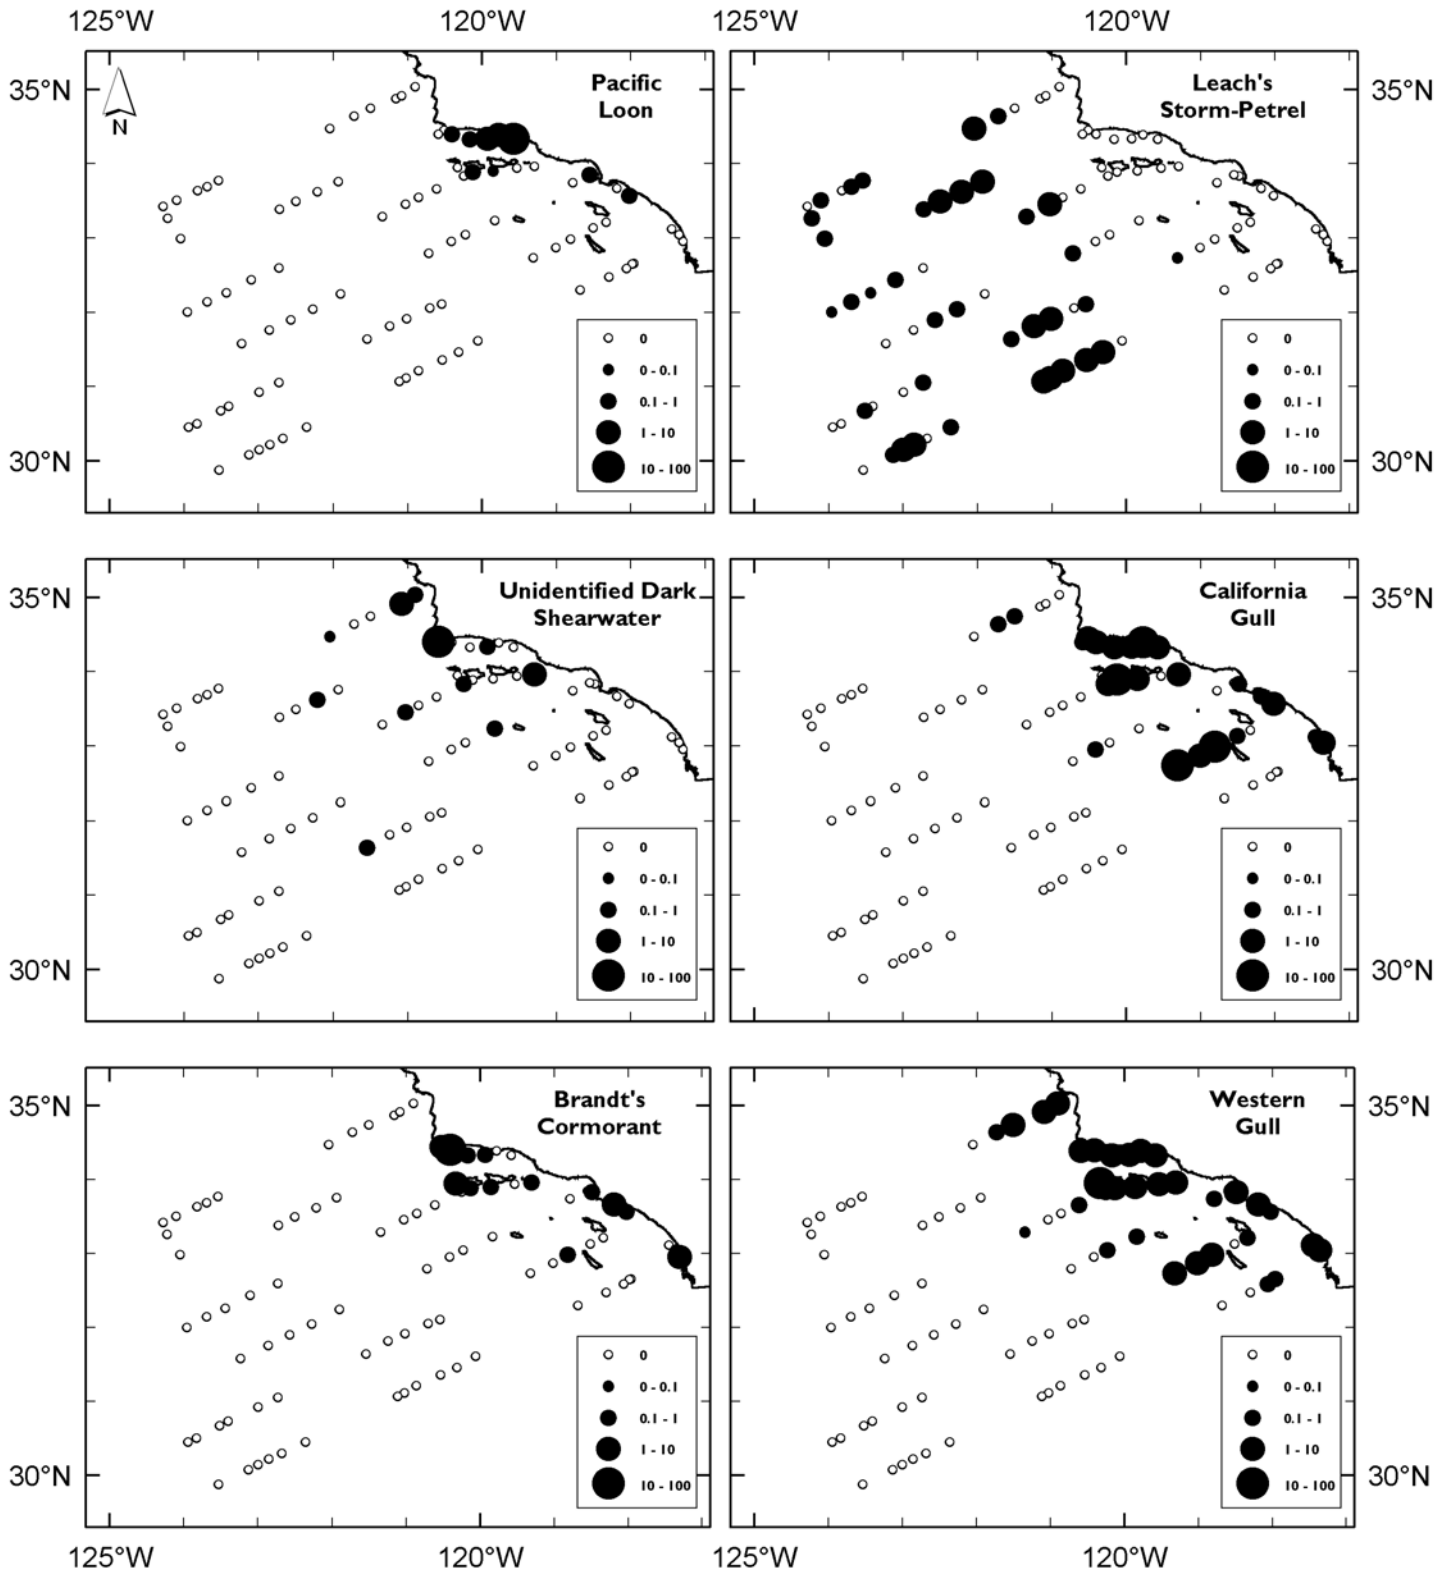 125°W 120°W 125°W 120°W
35°N
N
Pacific
Loon
0
0 - 0.1
0.1 - 1
1 - 10
10 - 100
30°N
Leach's
Storm-Petrel
35°N
0
0 - 0.1
0.1 - 1
1 - 10
10 - 100
30°N
35°N
Unidentified Dark
Shearwater
0
0 - 0.1
0.1 - 1
1 - 10
10 - 100
30°N
California
Gull
35°N
0
0 - 0.1
0.1 - 1
1 - 10
10 - 100
30°N
35°N
Brandt's
Cormorant
0
0 - 0.1
0.1 - 1
1 - 10
10 - 100
30°N
Western
Gull
35°N
0
0 - 0.1
0.1 - 1
1 - 10
10 - 100
30°N
125°W 120°W 125°W 120°W